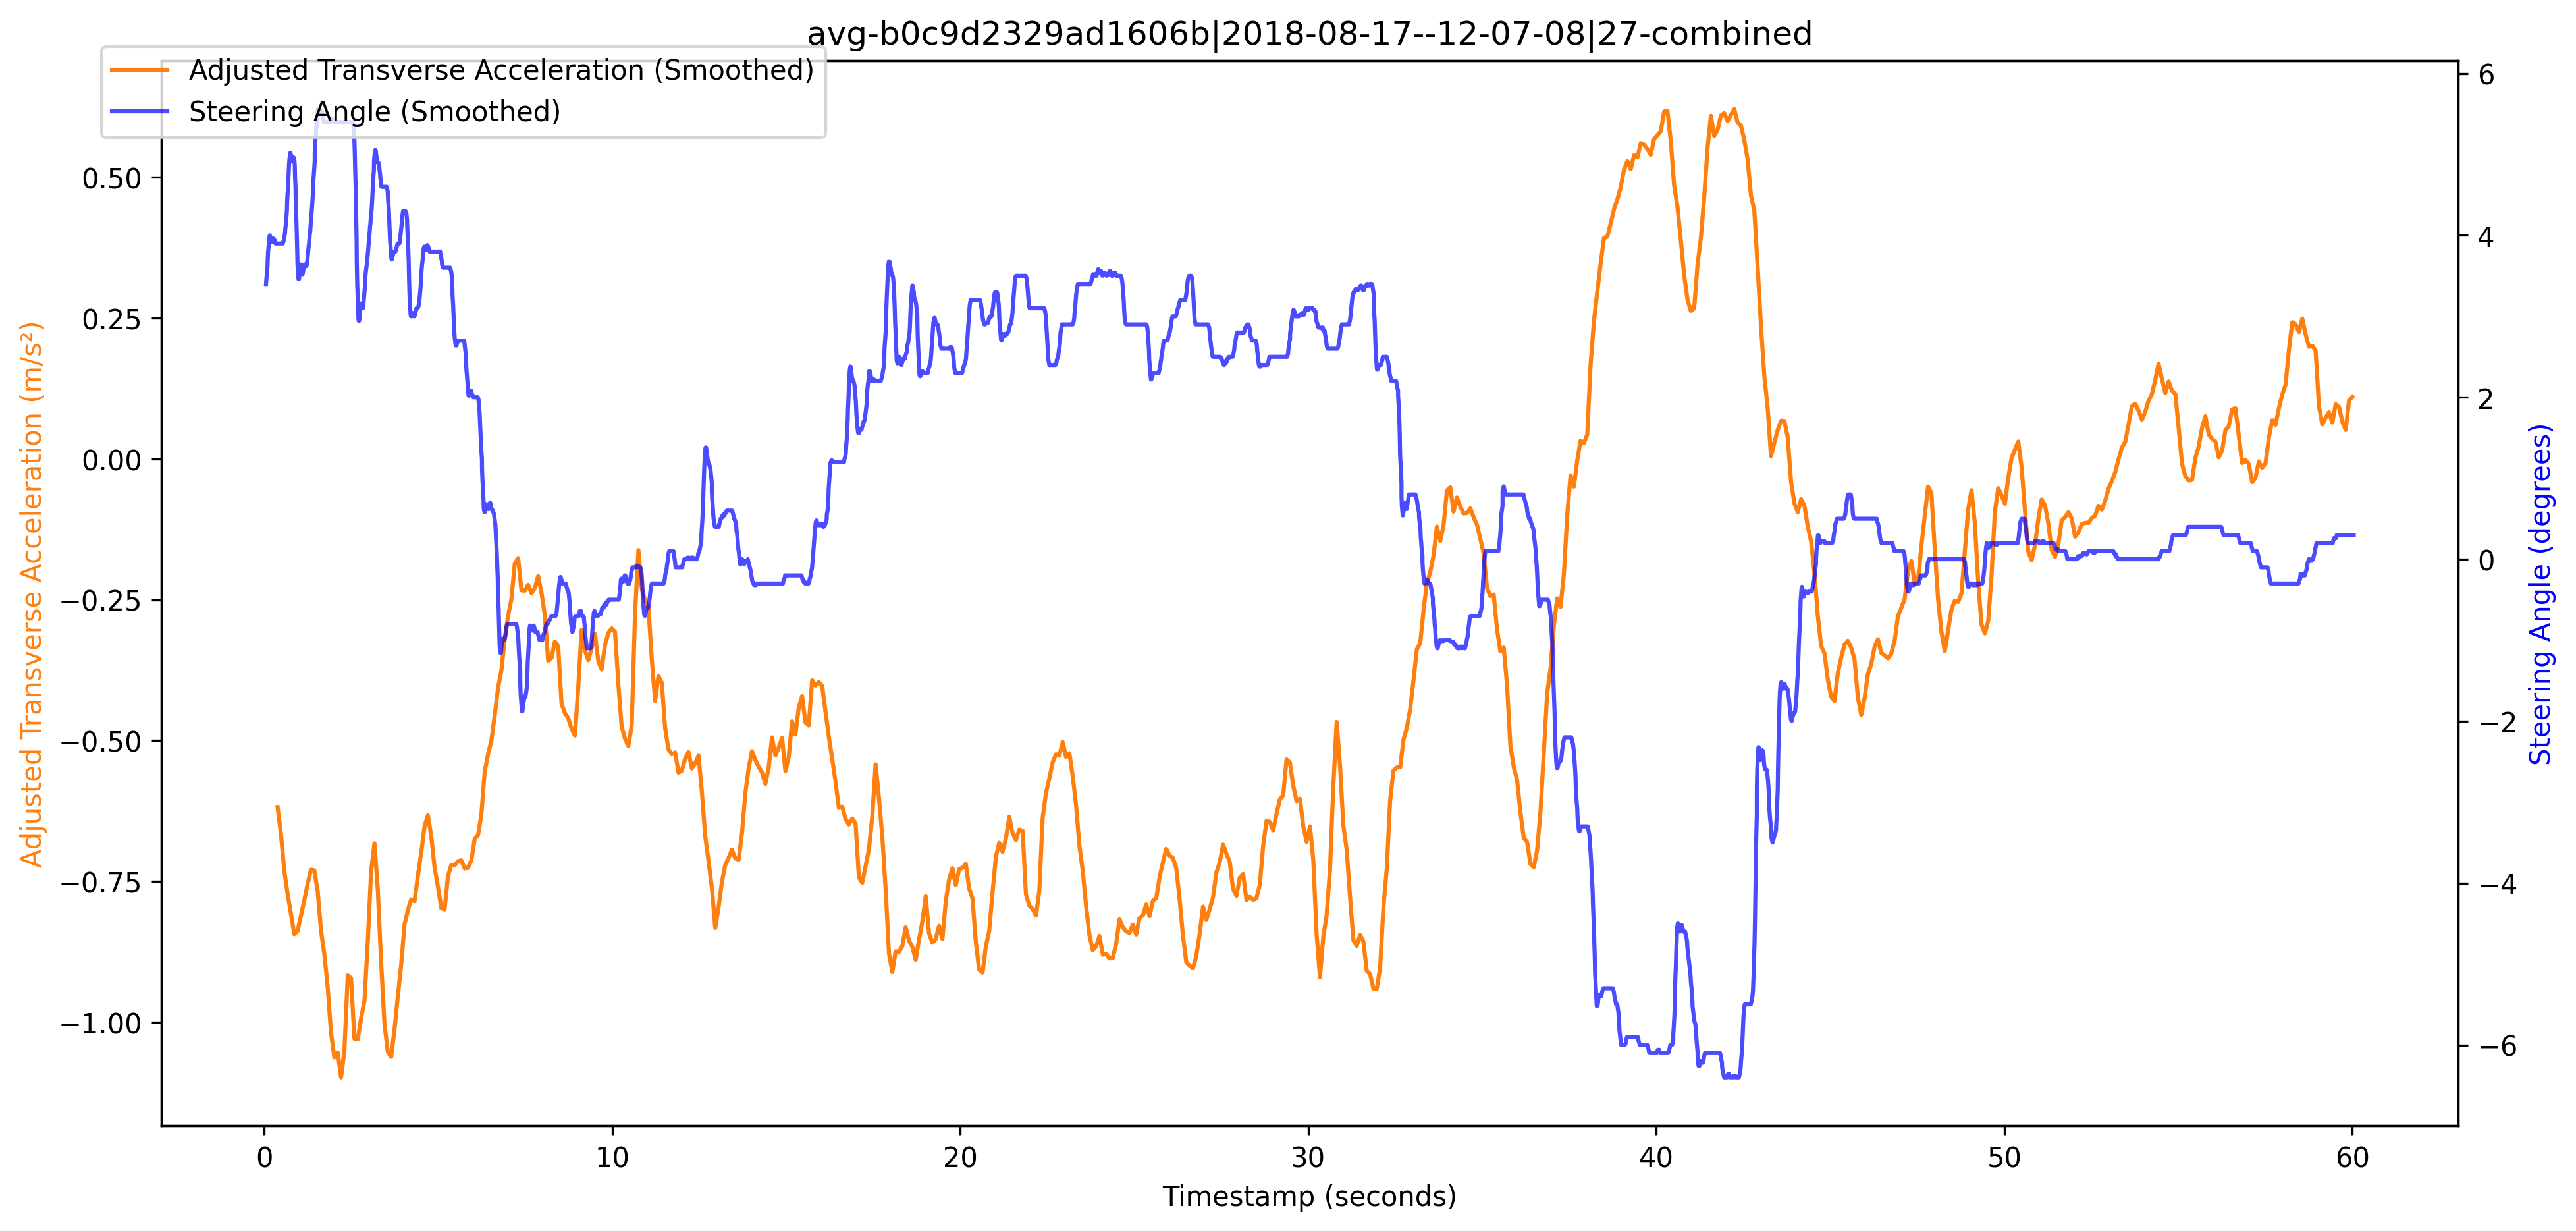 avg-b0c9d2329ad1606b|2018-08-17--12-07-08|27-combined
Adjusted Transverse Acceleration (Smoothed)
Steering Angle (Smoothed)
Adjusted Transverse Acceleration (m/s²)
0.50
0.25
0.00
−0.25
−0.50
−0.75
−1.00
6
4
2
0
−2
−4
−6
Steering Angle (degrees)
0 10 20 30 40 50 60
Timestamp (seconds)